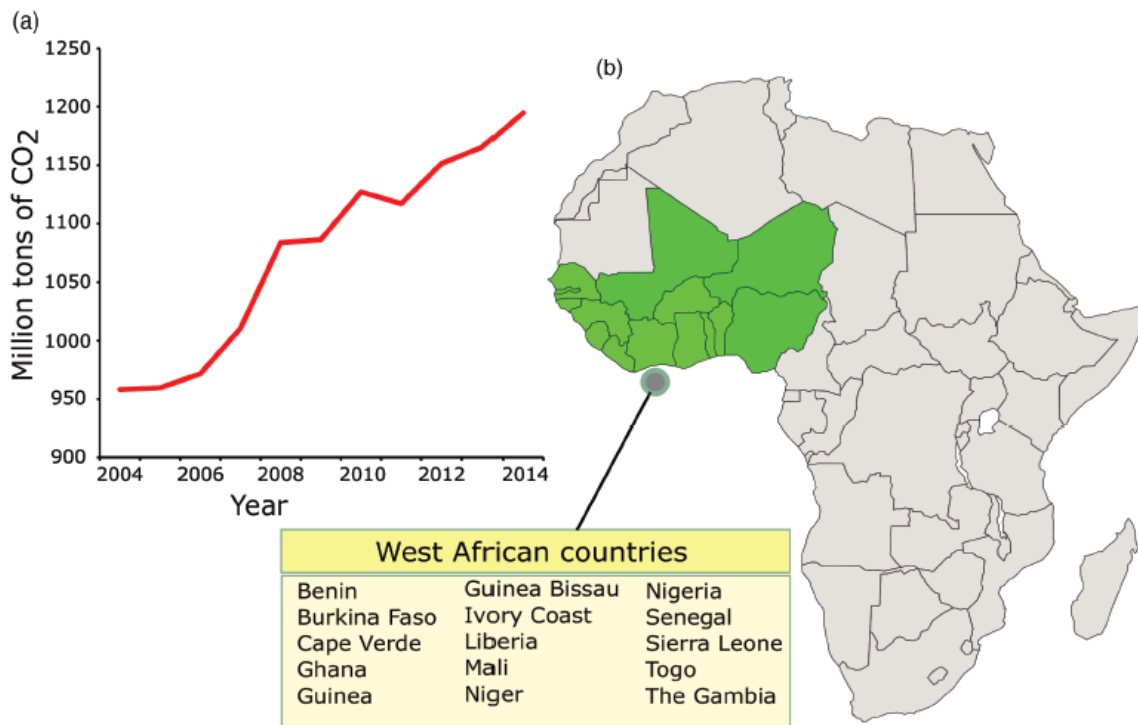 (a)
1250
1200
1150
1100
1050
1000
950
900
Million tons of CO2
2004 2006 2008 2010 2012 2014
Year
(b)
West African countries
Benin Guinea Bissau Nigeria
Burkina Faso Ivory Coast Senegal
Cape Verde Liberia Sierra Leone
Ghana Mali Togo
Guinea Niger The Gambia